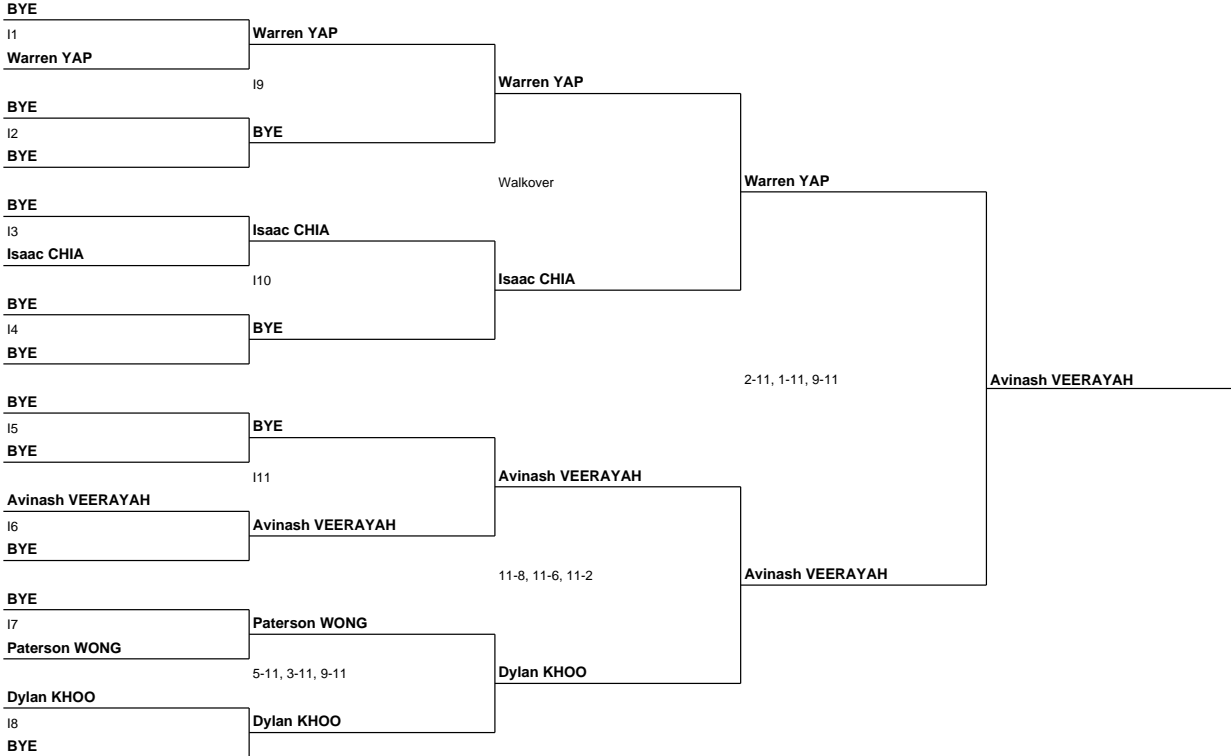 BYE
I1
Warren YAP
Warren YAP
I9
Warren YAP
BYE
I2
BYE
BYE
Walkover
Warren YAP
BYE
I3
Isaac CHIA
Isaac CHIA
I10
Isaac CHIA
BYE
I4
BYE
BYE
2-11, 1-11, 9-11
Avinash VEERAYAH
BYE
I5
BYE
BYE
I11
Avinash VEERAYAH
Avinash VEERAYAH
I6
BYE
Avinash VEERAYAH
11-8, 11-6, 11-2
Avinash VEERAYAH
BYE
I7
Paterson WONG
Paterson WONG
5-11, 3-11, 9-11
Dylan KHOO
Dylan KHOO
I8
BYE
Dylan KHOO